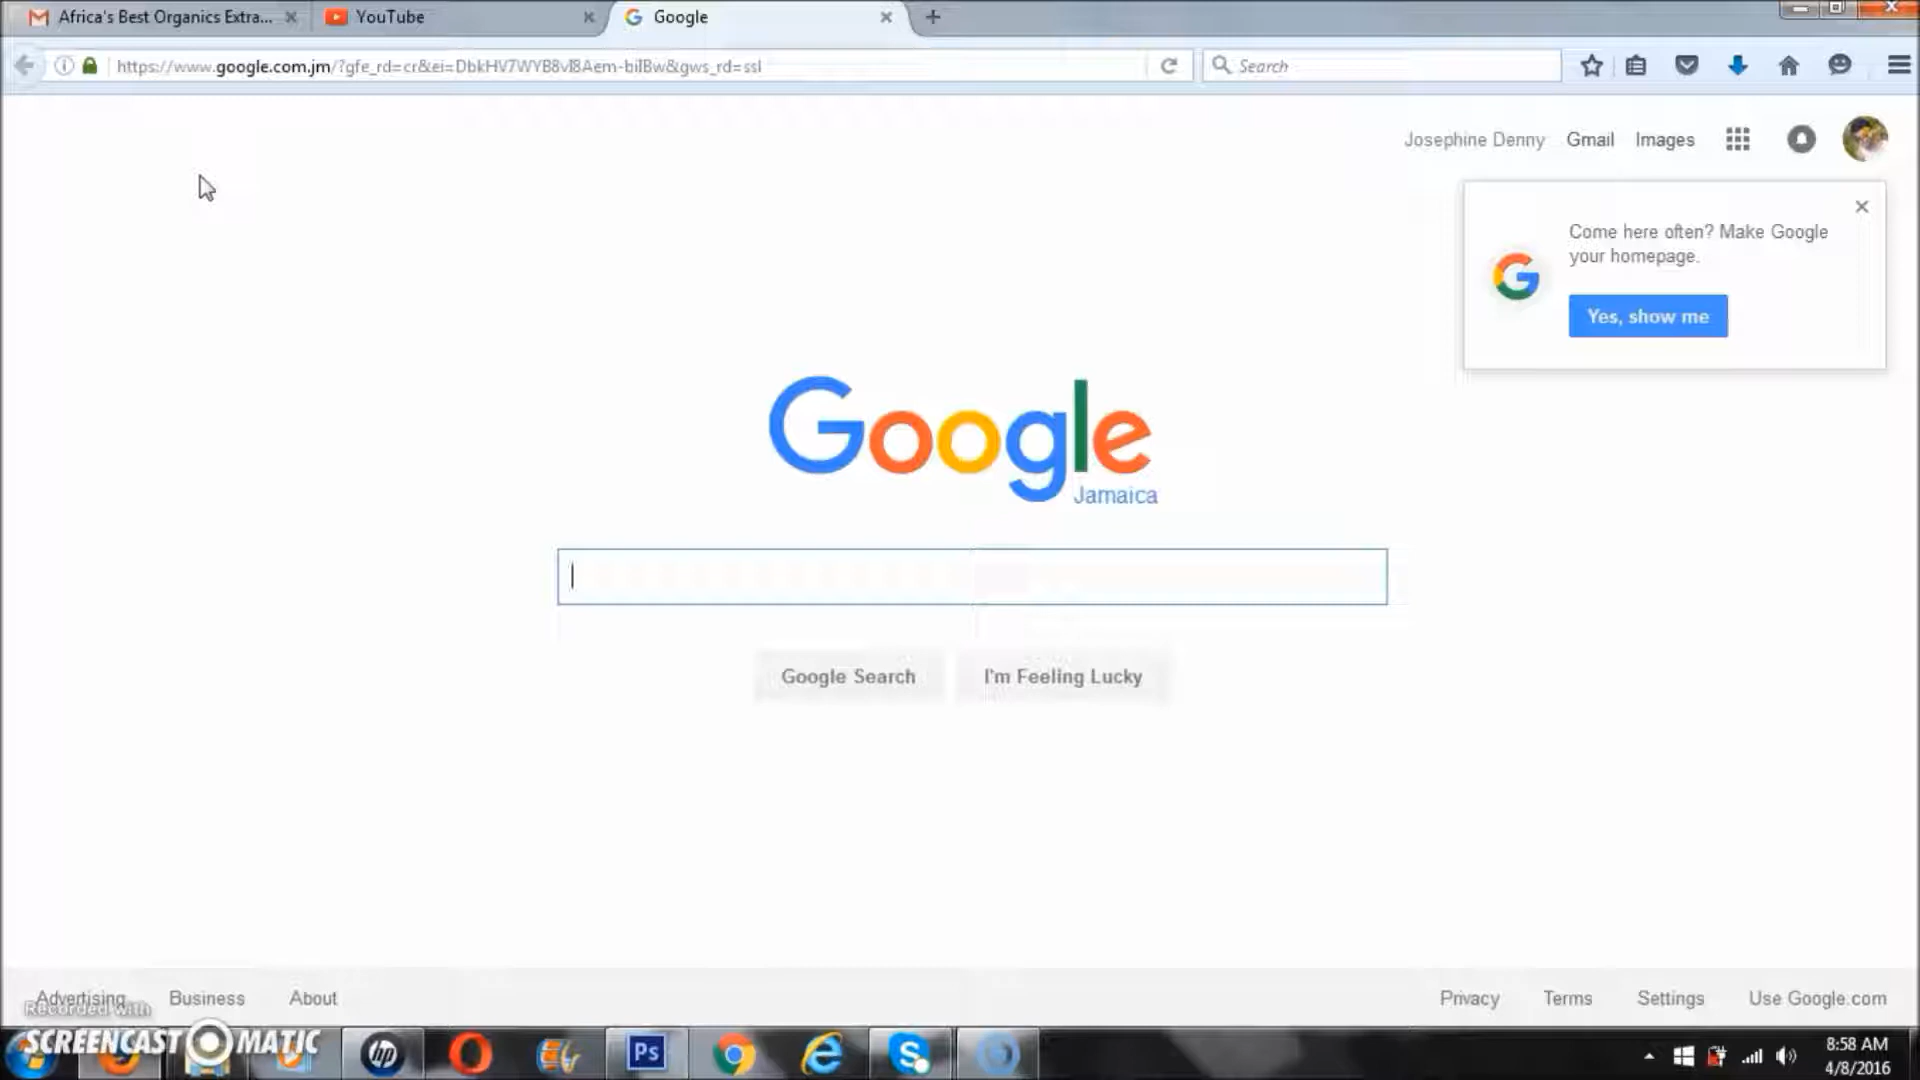 Africa's Best Organics Extra...
YouTube
Google
https://www.google.com.jm/?gfe_rd=cr&ei=DbkHV7WYB8vI8Aem-bilBw&gws_rd=ssl
Search
Josephine Denny
Gmail
Images
Come here often? Make Google
your homepage.
Yes, show me
Google
Jamaica
Google Search
I'm Feeling Lucky
Advertising
Business
About
Privacy
Terms
Settings
Use Google.com
Recorded with
SCREENCAST MATIC
hp
Ps
8:58 AM
4/8/2016